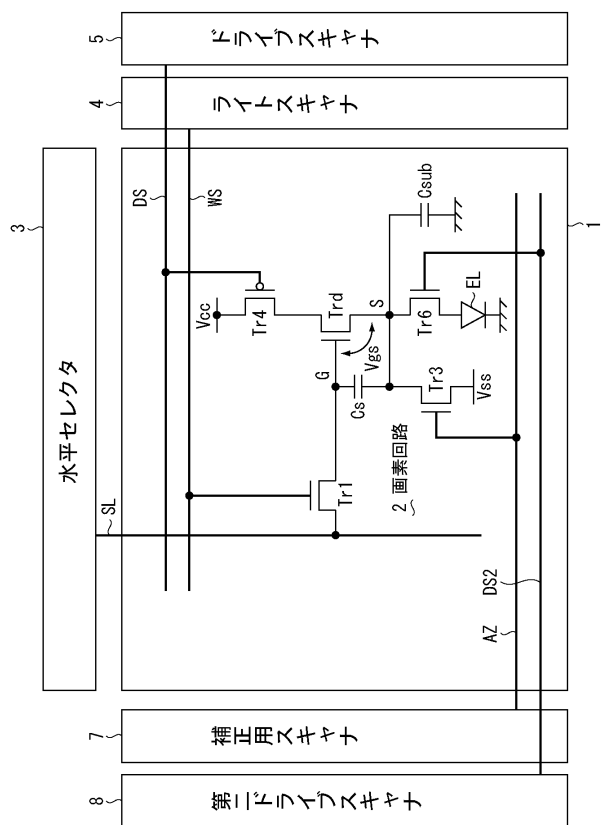 5
ドライブスキャナ
4
ライトスキャナ
3
水平セレクタ
DS
WS
SL
1
Vcc
Tr4
Trd
G
S
Vgs
Cs
Csub
Tr6
EL
Tr3
Vss
Tr1
2 画素回路
DS2
AZ
7
補正用スキャナ
8
第二ドライブスキャナ